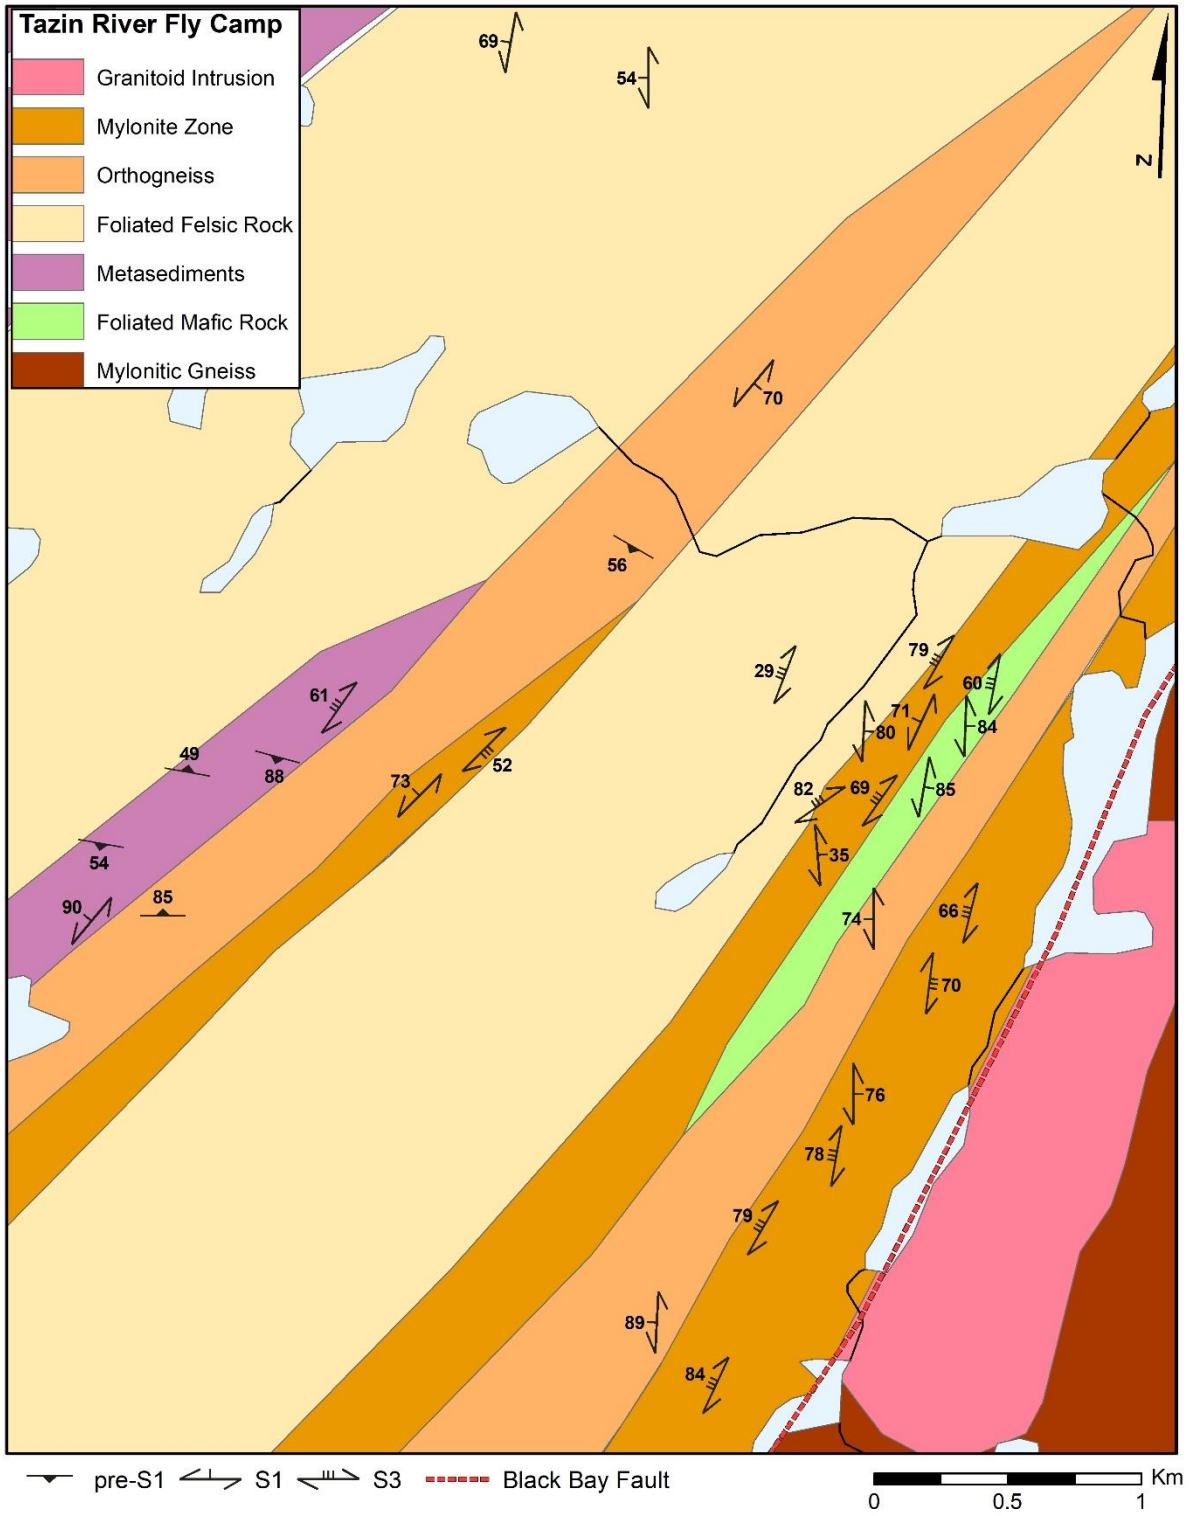 Tazin River Fly Camp
Granitoid Intrusion
Mylonite Zone
Orthogneiss
Foliated Felsic Rock
Metasediments
Foliated Mafic Rock
Mylonitic Gneiss
69
54
N
70
56
79
29
60
61
71
84
80
49
88
52
73
82
69
85
35
54
85
90
66
74
70
76
78
79
89
84
pre-S1 S1 S3 Black Bay Fault
Km
0 0.5 1